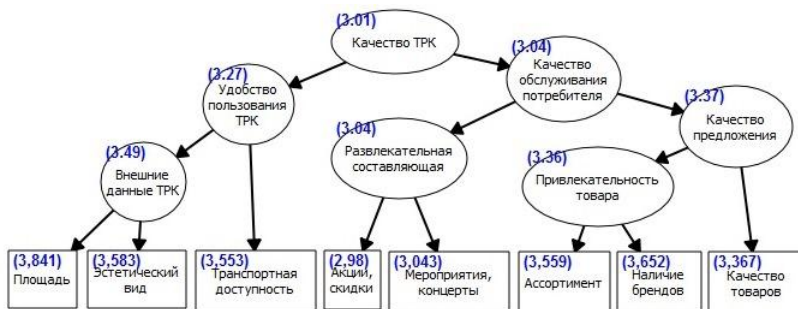 (3.01)
Качество ТРК
(3.04)
Качество
обслуживания
потребителя
(3.27)
Удобство
пользования
ТРК
(3.37)
Качество
предложения
(3.04)
Развлекательная
составляющая
(3.49)
Внешние
данные ТРК
(3.36)
Привлекательность
товара
(3,841)
Площадь
(3,583)
Эстетический
вид
(3,553)
Транспортная
доступность
(2,98)
Акции,
скидки
(3,043)
Мероприятия,
концерты
(3,559)
Ассортимент
(3,652)
Наличие
брендов
(3,367)
Качество
товаров